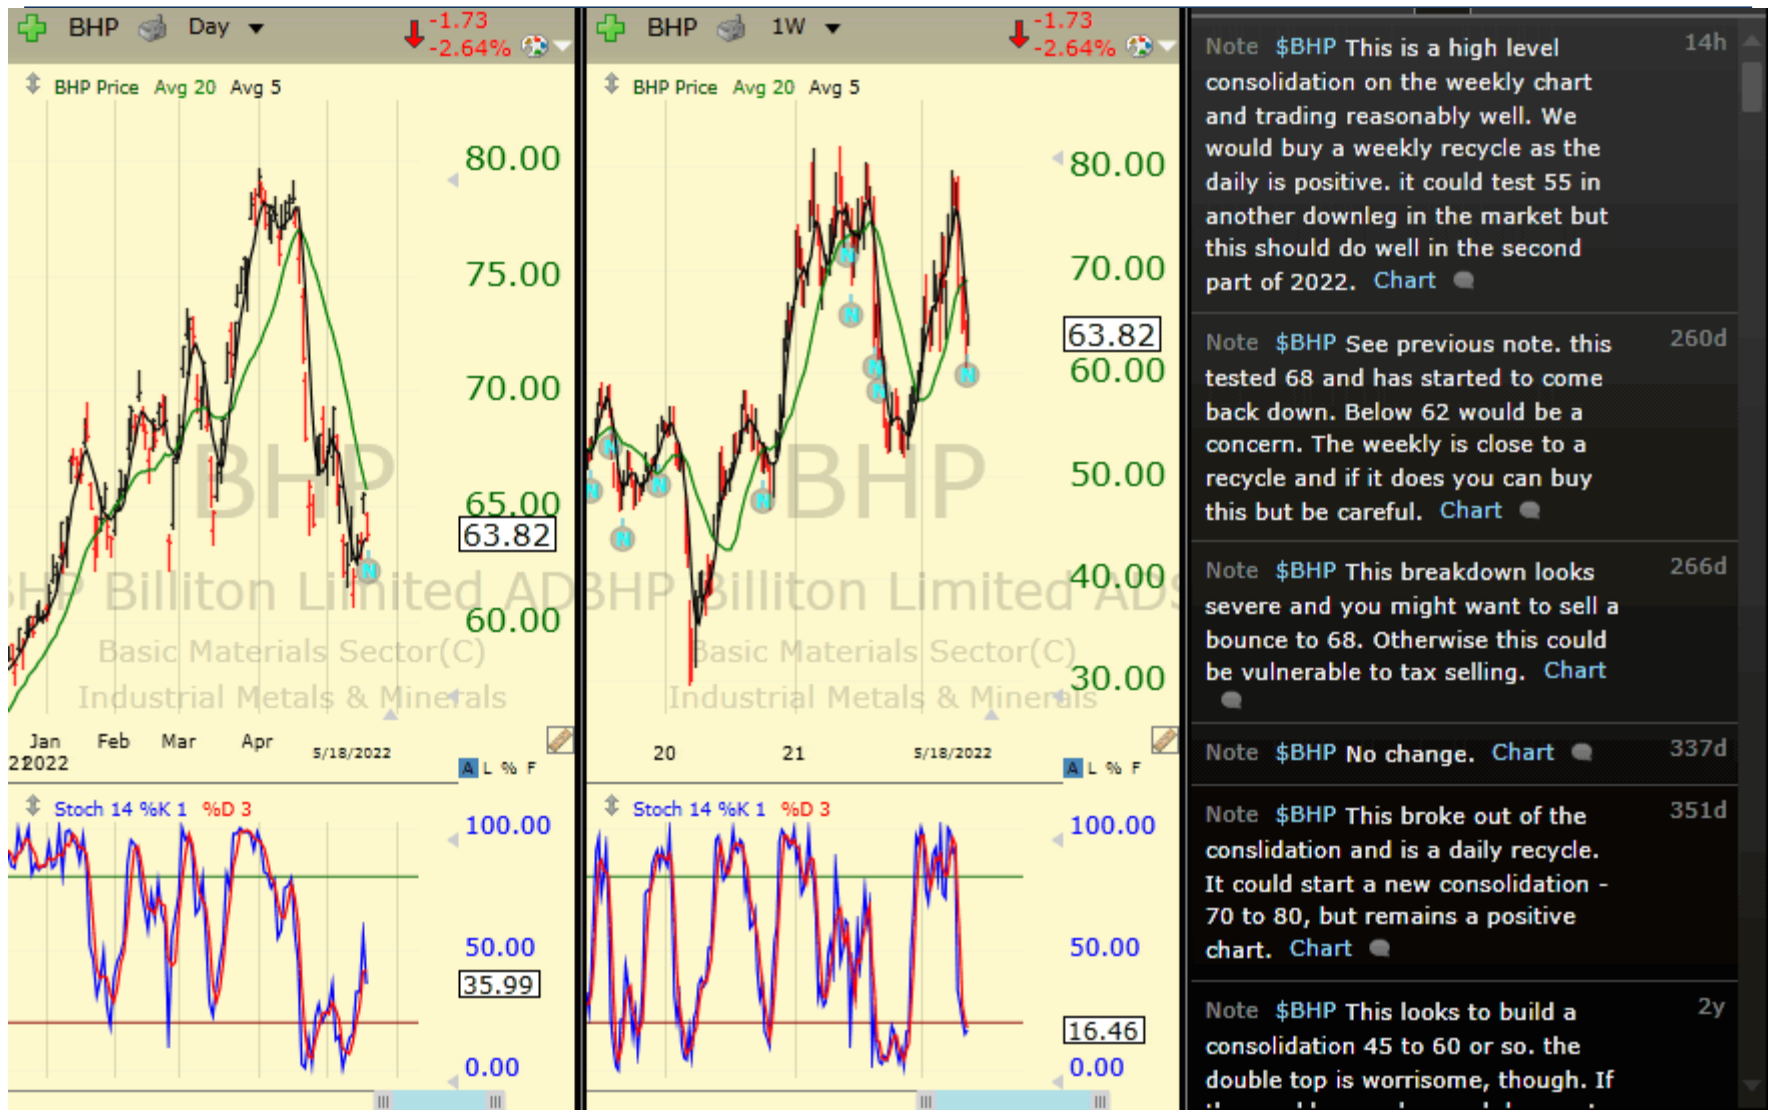 BHP Day
-1.73
-2.64%
BHP Price Avg 20 Avg 5
80.00
75.00
70.00
65.00
63.82
60.00
BHP
BHP Billiton Limited AD
Basic Materials Sector(C)
Industrial Metals & Minerals
N
Jan Feb Mar Apr 5/18/2022
2022
A L % F
Stoch 14 %K 1 %D 3
100.00
50.00
35.99
0.00
BHP 1W
-1.73
-2.64%
BHP Price Avg 20 Avg 5
80.00
70.00
63.82
60.00
50.00
40.00
30.00
BHP
BHP Billiton Limited ADS
Basic Materials Sector(C)
Industrial Metals & Minerals
N
N
N
N
N
N
N
N
N
N
20 21 5/18/2022
A L % F
Stoch 14 %K 1 %D 3
100.00
50.00
16.46
0.00
Note $BHP This is a high level 14h
consolidation on the weekly chart
and trading reasonably well. We
would buy a weekly recycle as the
daily is positive. it could test 55 in
another downleg in the market but
this should do well in the second
part of 2022. Chart
Note $BHP See previous note. this 260d
tested 68 and has started to come
back down. Below 62 would be a
concern. The weekly is close to a
recycle and if it does you can buy
this but be careful. Chart
Note $BHP This breakdown looks 266d
severe and you might want to sell a
bounce to 68. Otherwise this could
be vulnerable to tax selling. Chart
Note $BHP No change. Chart 337d
Note $BHP This broke out of the 351d
conslidation and is a daily recycle.
It could start a new consolidation -
70 to 80, but remains a positive
chart. Chart
Note $BHP This looks to build a 2y
consolidation 45 to 60 or so. the
double top is worrisome, though. If